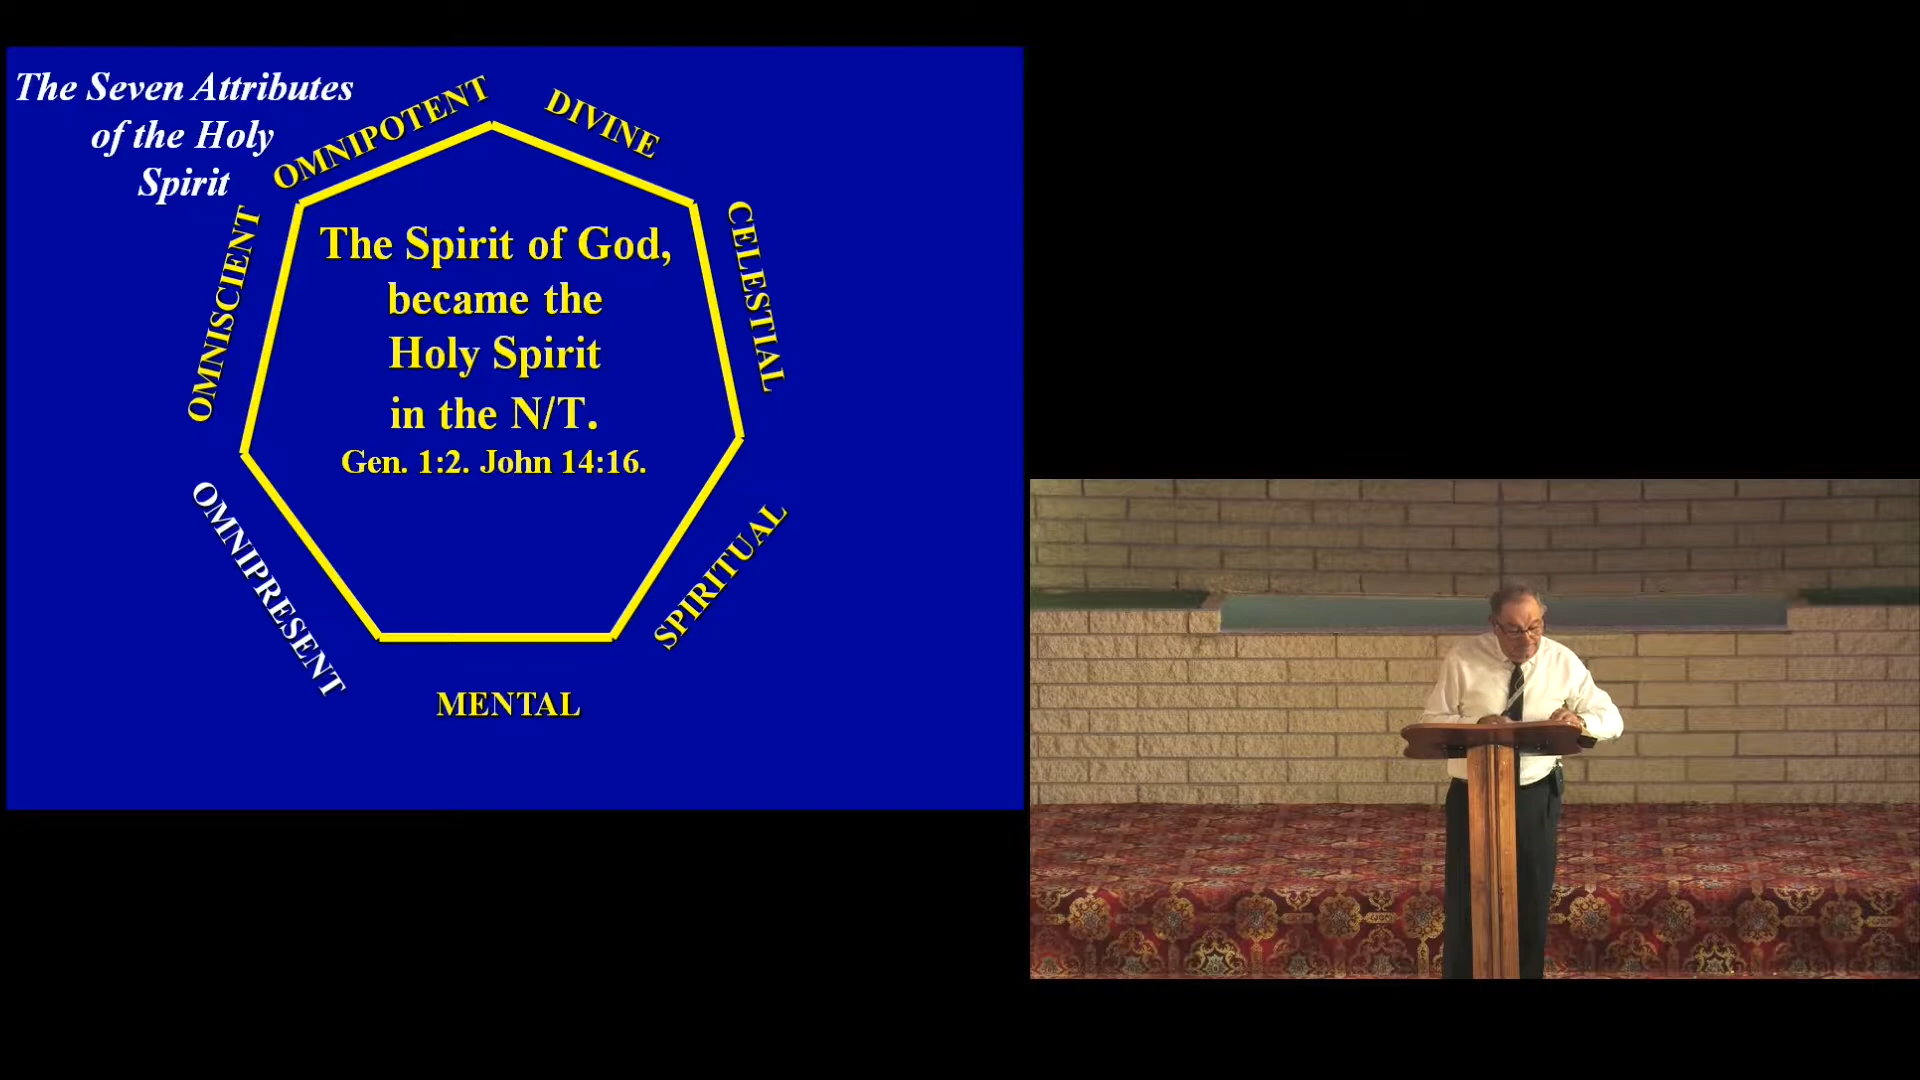 The Seven Attributes
of the Holy
Spirit
OMNIPOTENT
DIVINE
CELESTIAL
SPIRITUAL
MENTAL
OMNIPRESENT
OMNISCIENT
The Spirit of God,
became the
Holy Spirit
in the N/T.
Gen. 1:2. John 14:16.